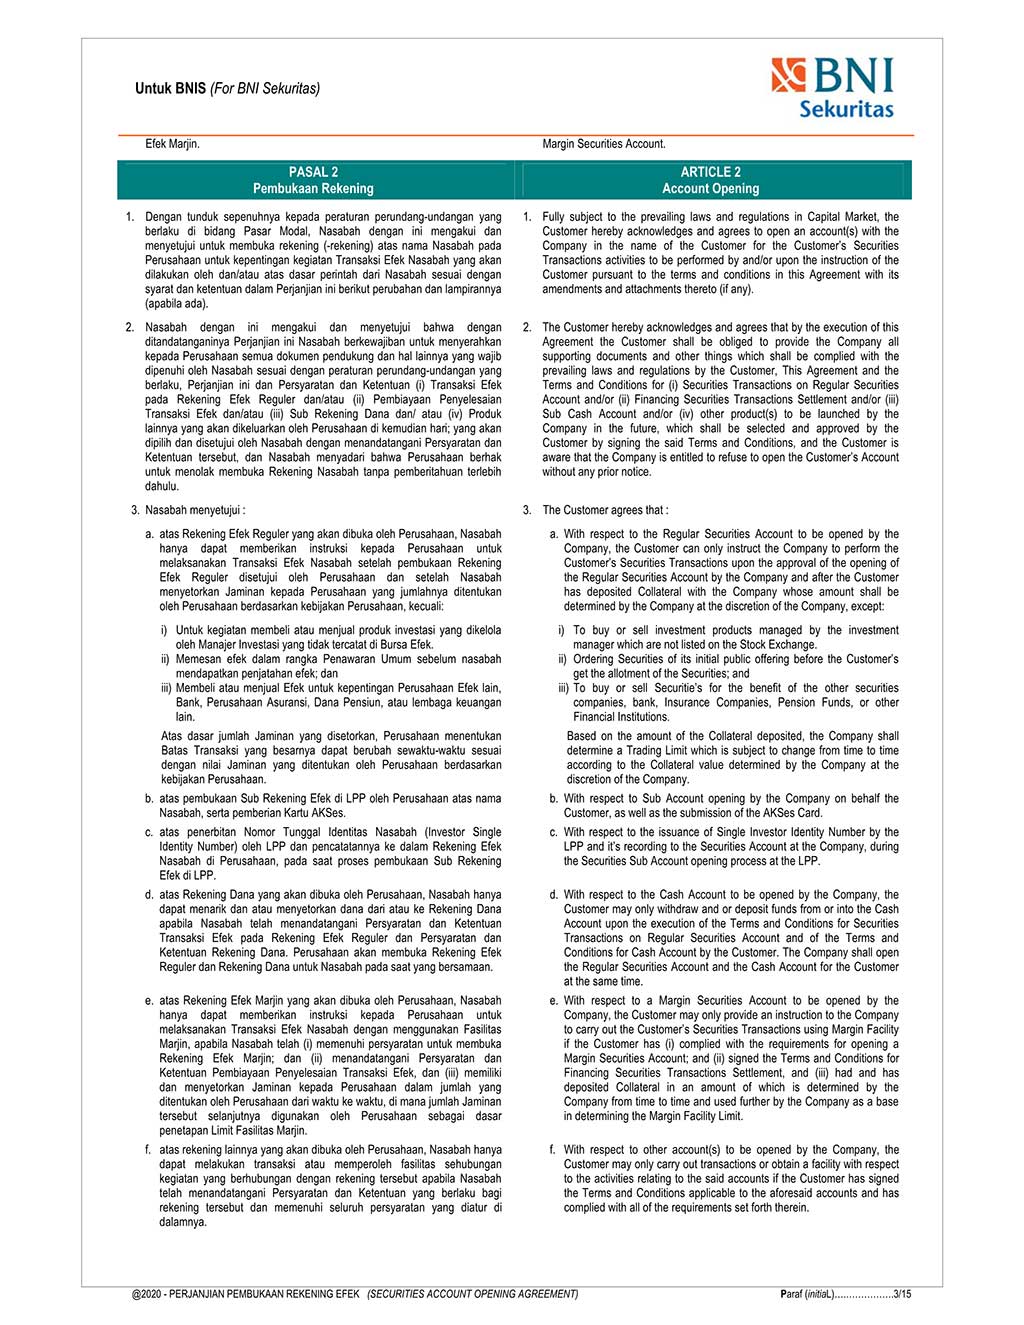 Untuk BNIS (For BNI Sekuritas)
BNI
Sekuritas
Efek Marjin.
PASAL 2
Pembukaan Rekening
1. Dengan tunduk sepenuhnya kepada peraturan perundang-undangan yang
berlaku di bidang Pasar Modal, Nasabah dengan ini mengakui dan
menyetujui untuk membuka rekening (-rekening) atas nama Nasabah pada
Perusahaan untuk kepentingan kegiatan Transaksi Efek Nasabah yang akan
dilakukan oleh dan/atau atas dasar perintah dari Nasabah sesuai dengan
syarat dan ketentuan dalam Perjanjian ini berikut perubahan dan lampirannya
(apabila ada).
2. Nasabah dengan ini mengakui dan menyetujui bahwa dengan
ditandatanganinya Perjanjian ini Nasabah berkewajiban untuk menyerahkan
kepada Perusahaan semua dokumen pendukung dan hal lainnya yang wajib
dipenuhi oleh Nasabah sesuai dengan peraturan perundang-undangan yang
berlaku, Perjanjian ini dan Persyaratan dan Ketentuan (i) Transaksi Efek
pada Rekening Efek Reguler dan/atau (ii) Pembiayaan Penyelesaian
Transaksi Efek dan/atau (iii) Sub Rekening Dana dan/ atau (iv) Produk
lainnya yang akan dikeluarkan oleh Perusahaan di kemudian hari; yang akan
dipilih dan disetujui oleh Nasabah dengan menandatangani Persyaratan dan
Ketentuan tersebut, dan Nasabah menyadari bahwa Perusahaan berhak
untuk menolak membuka Rekening Nasabah tanpa pemberitahuan terlebih
dahulu.
3. Nasabah menyetujui :
a. atas Rekening Efek Reguler yang akan dibuka oleh Perusahaan, Nasabah
hanya dapat memberikan instruksi kepada Perusahaan untuk
melaksanakan Transaksi Efek Nasabah setelah pembukaan Rekening
Efek Reguler disetujui oleh Perusahaan dan setelah Nasabah
menyetorkan Jaminan kepada Perusahaan yang jumlahnya ditentukan
oleh Perusahaan berdasarkan kebijakan Perusahaan, kecuali:
i) Untuk kegiatan membeli atau menjual produk investasi yang dikelola
oleh Manajer Investasi yang tidak tercatat di Bursa Efek.
ii) Memesan efek dalam rangka Penawaran Umum sebelum nasabah
mendapatkan penjatahan efek; dan
iii) Membeli atau menjual Efek untuk kepentingan Perusahaan Efek lain,
Bank, Perusahaan Asuransi, Dana Pensiun, atau lembaga keuangan
lain.
Atas dasar jumlah Jaminan yang disetorkan, Perusahaan menentukan
Batas Transaksi yang besarnya dapat berubah sewaktu-waktu sesuai
dengan nilai Jaminan yang ditentukan oleh Perusahaan berdasarkan
kebijakan Perusahaan.
b. atas pembukaan Sub Rekening Efek di LPP oleh Perusahaan atas nama
Nasabah, serta pemberian Kartu AKSes.
c. atas penerbitan Nomor Tunggal Identitas Nasabah (Investor Single
Identity Number) oleh LPP dan pencatatannya ke dalam Rekening Efek
Nasabah di Perusahaan, pada saat proses pembukaan Sub Rekening
Efek di LPP.
d. atas Rekening Dana yang akan dibuka oleh Perusahaan, Nasabah hanya
dapat menarik dan atau menyetorkan dana dari atau ke Rekening Dana
apabila Nasabah telah menandatangani Persyaratan dan Ketentuan
Transaksi Efek pada Rekening Efek Reguler dan Persyaratan dan
Ketentuan Rekening Dana. Perusahaan akan membuka Rekening Efek
Reguler dan Rekening Dana untuk Nasabah pada saat yang bersamaan.
e. atas Rekening Efek Marjin yang akan dibuka oleh Perusahaan, Nasabah
hanya dapat memberikan instruksi kepada Perusahaan untuk
melaksanakan Transaksi Efek Nasabah dengan menggunakan Fasilitas
Marjin, apabila Nasabah telah (i) memenuhi persyaratan untuk membuka
Rekening Efek Marjin; dan (ii) menandatangani Persyaratan dan
Ketentuan Pembiayaan Penyelesaian Transaksi Efek, dan (iii) memiliki
dan menyetorkan Jaminan kepada Perusahaan dalam jumlah yang
ditentukan oleh Perusahaan dari waktu ke waktu, di mana jumlah Jaminan
tersebut selanjutnya digunakan oleh Perusahaan sebagai dasar
penetapan Limit Fasilitas Marjin.
f. atas rekening lainnya yang akan dibuka oleh Perusahaan, Nasabah hanya
dapat melakukan transaksi atau memperoleh fasilitas sehubungan
kegiatan yang berhubungan dengan rekening tersebut apabila Nasabah
telah menandatangani Persyaratan dan Ketentuan yang berlaku bagi
rekening tersebut dan memenuhi seluruh persyaratan yang diatur di
dalamnya.
Margin Securities Account.
ARTICLE 2
Account Opening
1. Fully subject to the prevailing laws and regulations in Capital Market, the
Customer hereby acknowledges and agrees to open an account(s) with the
Company in the name of the Customer for the Customer's Securities
Transactions activities to be performed by and/or upon the instruction of the
Customer pursuant to the terms and conditions in this Agreement with its
amendments and attachments thereto (if any).
2. The Customer hereby acknowledges and agrees that by the execution of this
Agreement the Customer shall be obliged to provide the Company all
supporting documents and other things which shall be complied with the
prevailing laws and regulations by the Customer, This Agreement and the
Terms and Conditions for (i) Securities Transactions on Regular Securities
Account and/or (ii) Financing Securities Transactions Settlement and/or (iii)
Sub Cash Account and/or (iv) other product(s) to be launched by the
Company in the future, which shall be selected and approved by the
Customer by signing the said Terms and Conditions, and the Customer is
aware that the Company is entitled to refuse to open the Customer's Account
without any prior notice.
3. The Customer agrees that :
a. With respect to the Regular Securities Account to be opened by the
Company, the Customer can only instruct the Company to perform the
Customer's Securities Transactions upon the approval of the opening of
the Regular Securities Account by the Company and after the Customer
has deposited Collateral with the Company whose amount shall be
determined by the Company at the discretion of the Company, except:
i) To buy or sell investment products managed by the investment
manager which are not listed on the Stock Exchange.
ii) Ordering Securities of its initial public offering before the Customer's
get the allotment of the Securities; and
iii) To buy or sell Securitie's for the benefit of the other securities
companies, bank, Insurance Companies, Pension Funds, or other
Financial Institutions.
Based on the amount of the Collateral deposited, the Company shall
determine a Trading Limit which is subject to change from time to time
according to the Collateral value determined by the Company at the
discretion of the Company.
b. With respect to Sub Account opening by the Company on behalf the
Customer, as well as the submission of the AKSes Card.
c. With respect to the issuance of Single Investor Identity Number by the
LPP and it's recording to the Securities Account at the Company, during
the Securities Sub Account opening process at the LPP.
d. With respect to the Cash Account to be opened by the Company, the
Customer may only withdraw and or deposit funds from or into the Cash
Account upon the execution of the Terms and Conditions for Securities
Transactions on Regular Securities Account and of the Terms and
Conditions for Cash Account by the Customer. The Company shall open
the Regular Securities Account and the Cash Account for the Customer
at the same time.
e. With respect to a Margin Securities Account to be opened by the
Company, the Customer may only provide an instruction to the Company
to carry out the Customer's Securities Transactions using Margin Facility
if the Customer has (i) complied with the requirements for opening a
Margin Securities Account; and (ii) signed the Terms and Conditions for
Financing Securities Transactions Settlement, and (iii) had and has
deposited Collateral in an amount of which is determined by the
Company from time to time and used further by the Company as a base
in determining the Margin Facility Limit.
f. With respect to other account(s) to be opened by the Company, the
Customer may only carry out transactions or obtain a facility with respect
to the activities relating to the said accounts if the Customer has signed
the Terms and Conditions applicable to the aforesaid accounts and has
complied with all of the requirements set forth therein.
@2020 - PERJANJIAN PEMBUKAAN REKENING EFEK (SECURITIES ACCOUNT OPENING AGREEMENT)
Paraf (initiaL)...................3/15